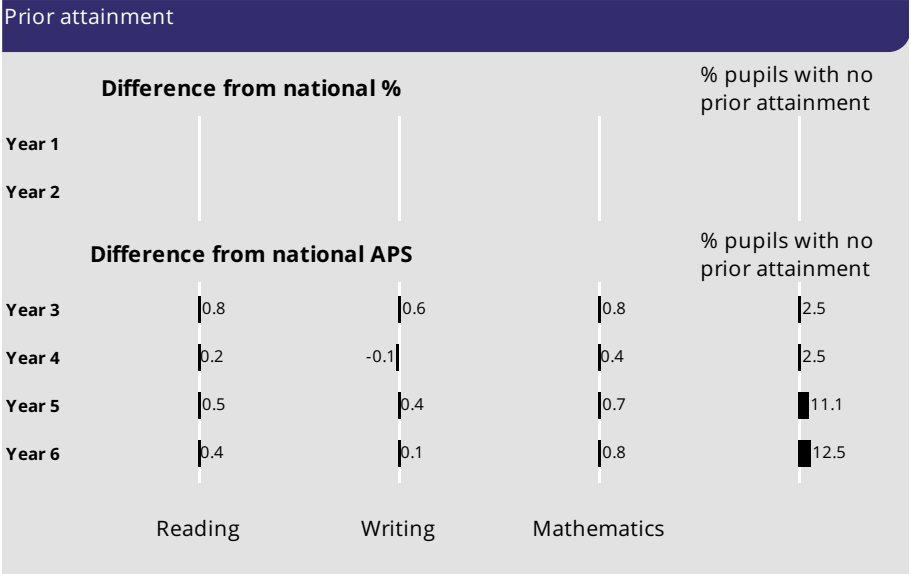 Prior attainment
Difference from national %
% pupils with no
prior attainment
Year 1
Year 2
Difference from national APS
% pupils with no
prior attainment
Year 3 0.8 0.6 0.8 2.5
Year 4 0.2 -0.1 0.4 2.5
Year 5 0.5 0.4 0.7 11.1
Year 6 0.4 0.1 0.8 12.5
Reading Writing Mathematics